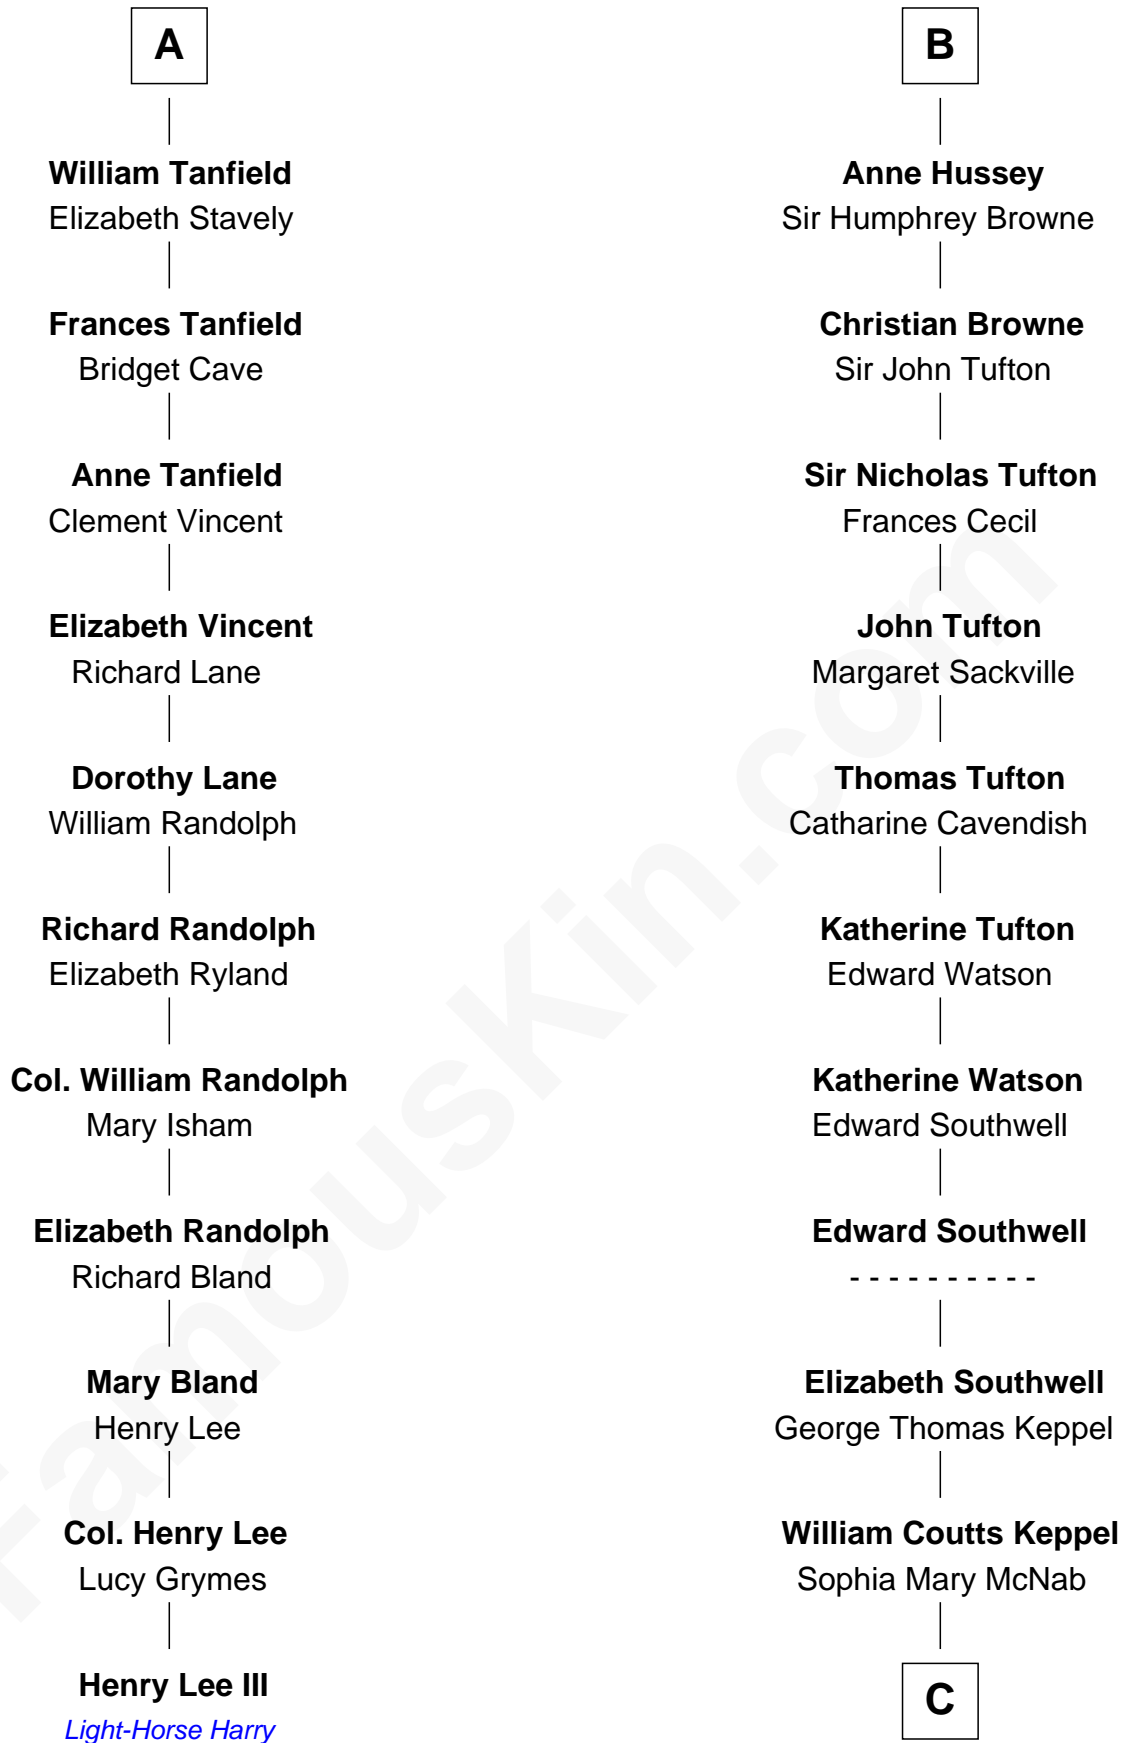 A
William Tanfield
Elizabeth Stavely
Frances Tanfield
Bridget Cave
Anne Tanfield
Clement Vincent
Elizabeth Vincent
Richard Lane
Dorothy Lane
William Randolph
Richard Randolph
Elizabeth Ryland
Col. William Randolph
Mary Isham
Elizabeth Randolph
Richard Bland
Mary Bland
Henry Lee
Col. Henry Lee
Lucy Grymes
Henry Lee III
Light-Horse Harry
B
Anne Hussey
Sir Humphrey Browne
Christian Browne
Sir John Tufton
Sir Nicholas Tufton
Frances Cecil
John Tufton
Margaret Sackville
Thomas Tufton
Catharine Cavendish
Katherine Tufton
Edward Watson
Katherine Watson
Edward Southwell
Edward Southwell
- - - - - - - - - -
Elizabeth Southwell
George Thomas Keppel
William Coutts Keppel
Sophia Mary McNab
C
FamousKin.com